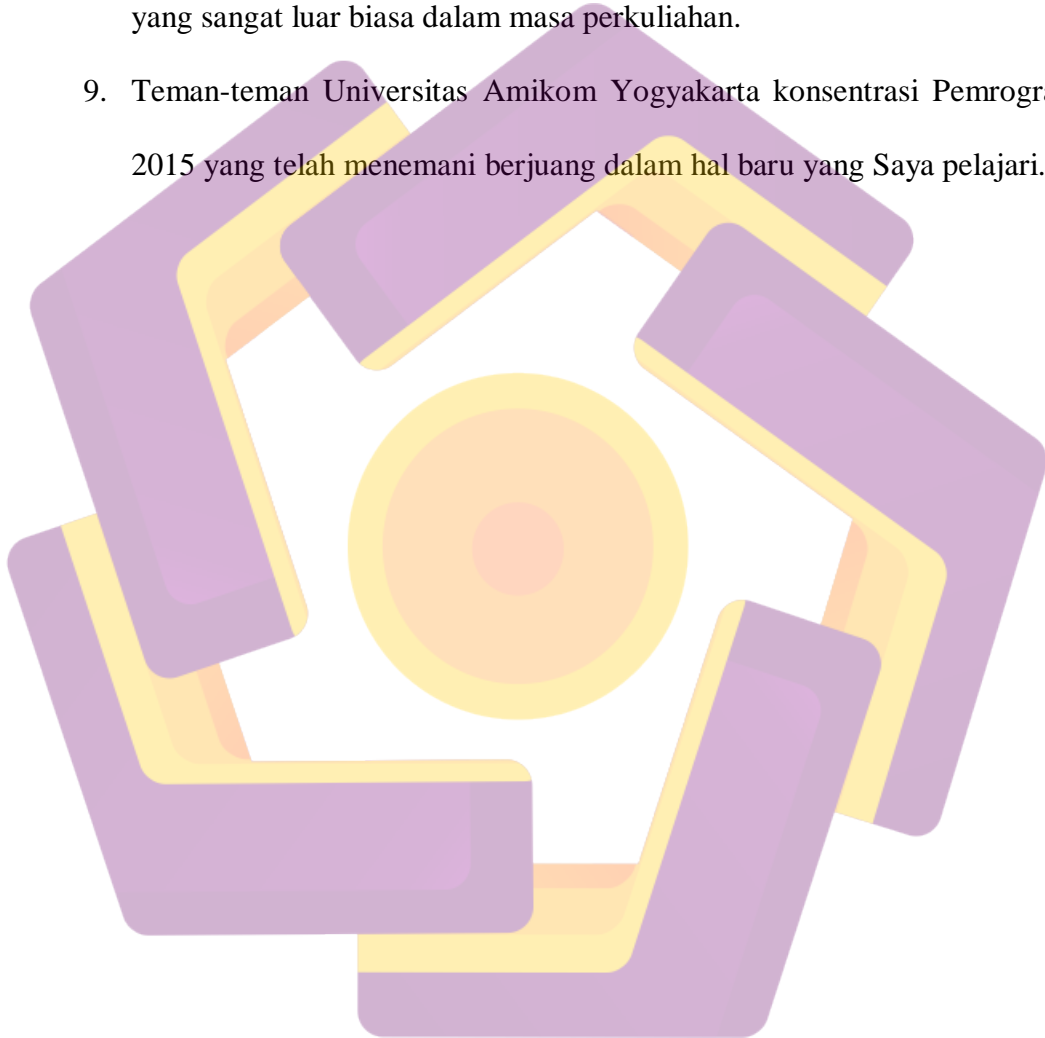 yang sangat luar biasa dalam masa perkuliahan.
9. Teman-teman Universitas Amikom Yogyakarta konsentrasi
2015 yang telah menemani berjuang dalam hal baru yang Saya pelajari.